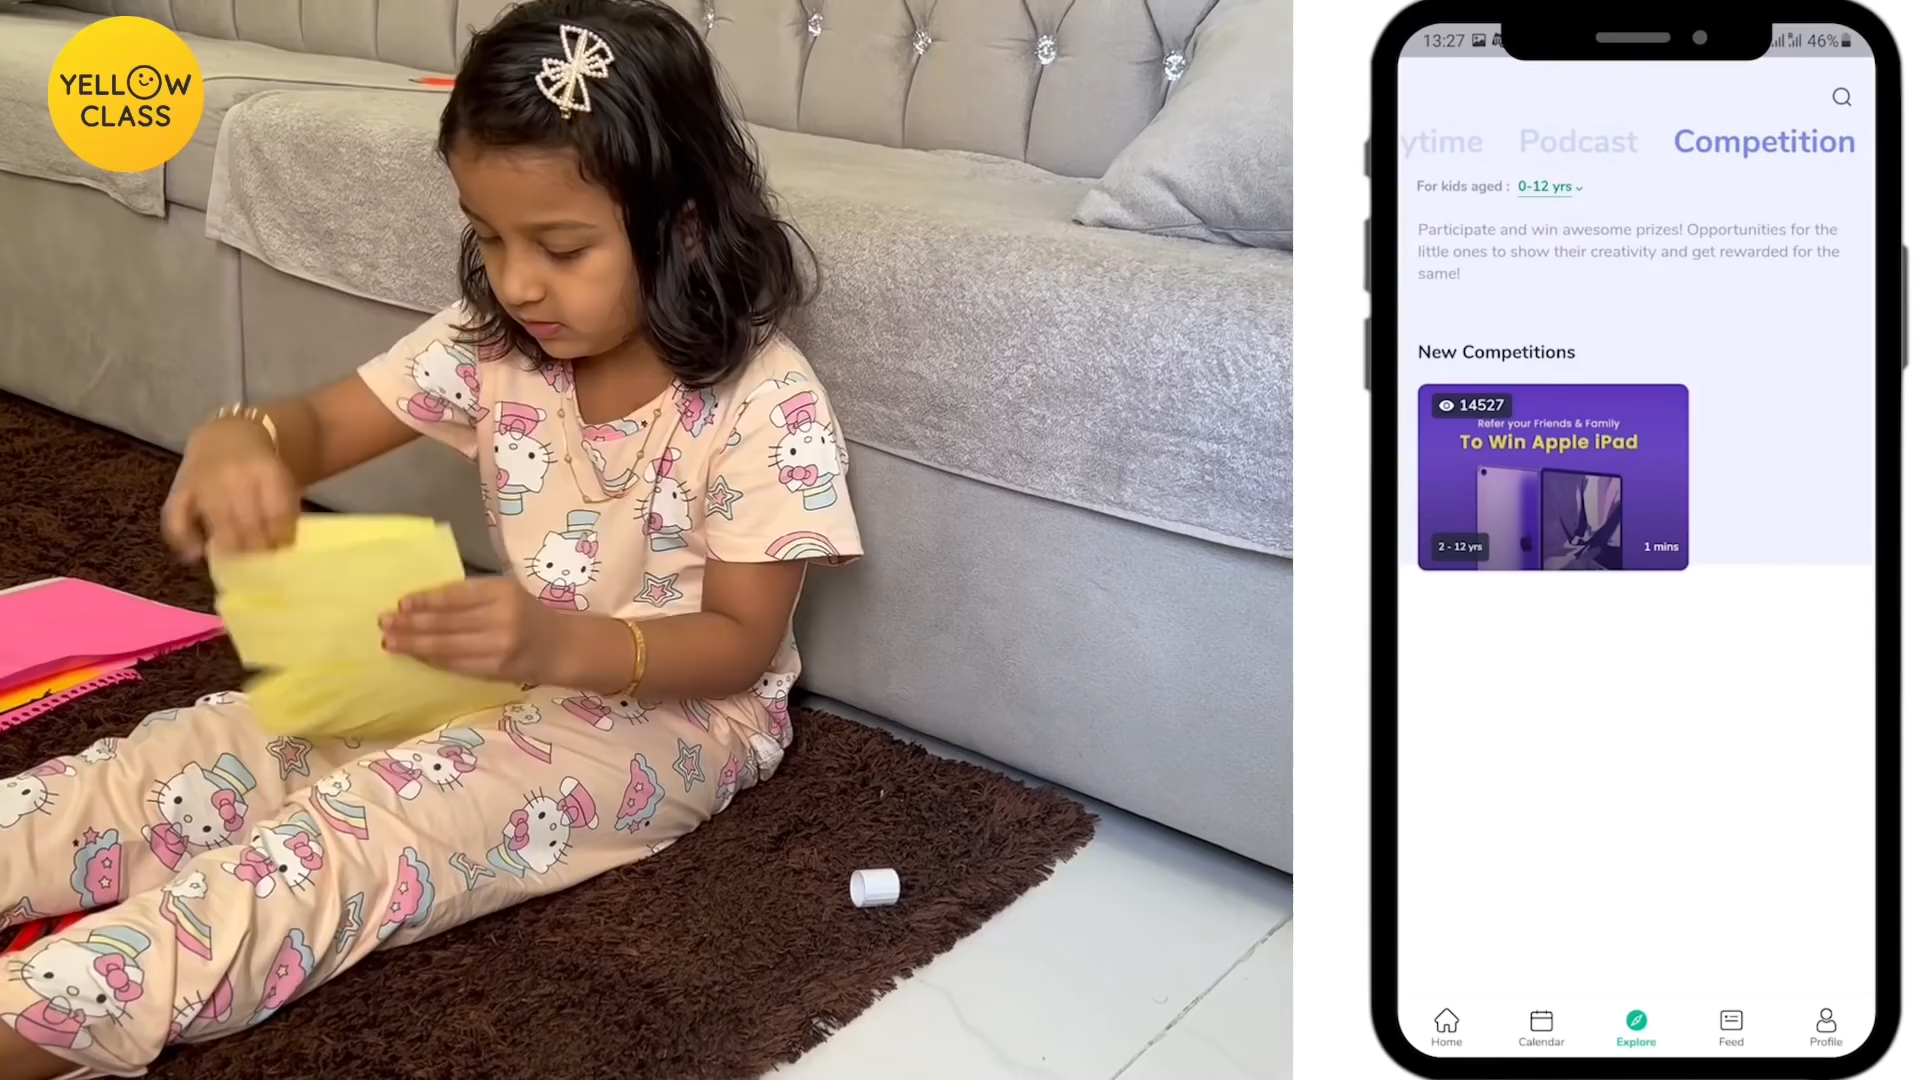 YELLOW
CLASS
13:27
46%
ytime Podcast Competition
For kids aged : 0-12 yrs
Participate and win awesome prizes! Opportunities for the
little ones to show their creativity and get rewarded for the
same!
New Competitions
14527
Refer your Friends & Family
To Win Apple iPad
2 - 12 yrs
1 mins
Home
Calendar
Explore
Feed
Profile